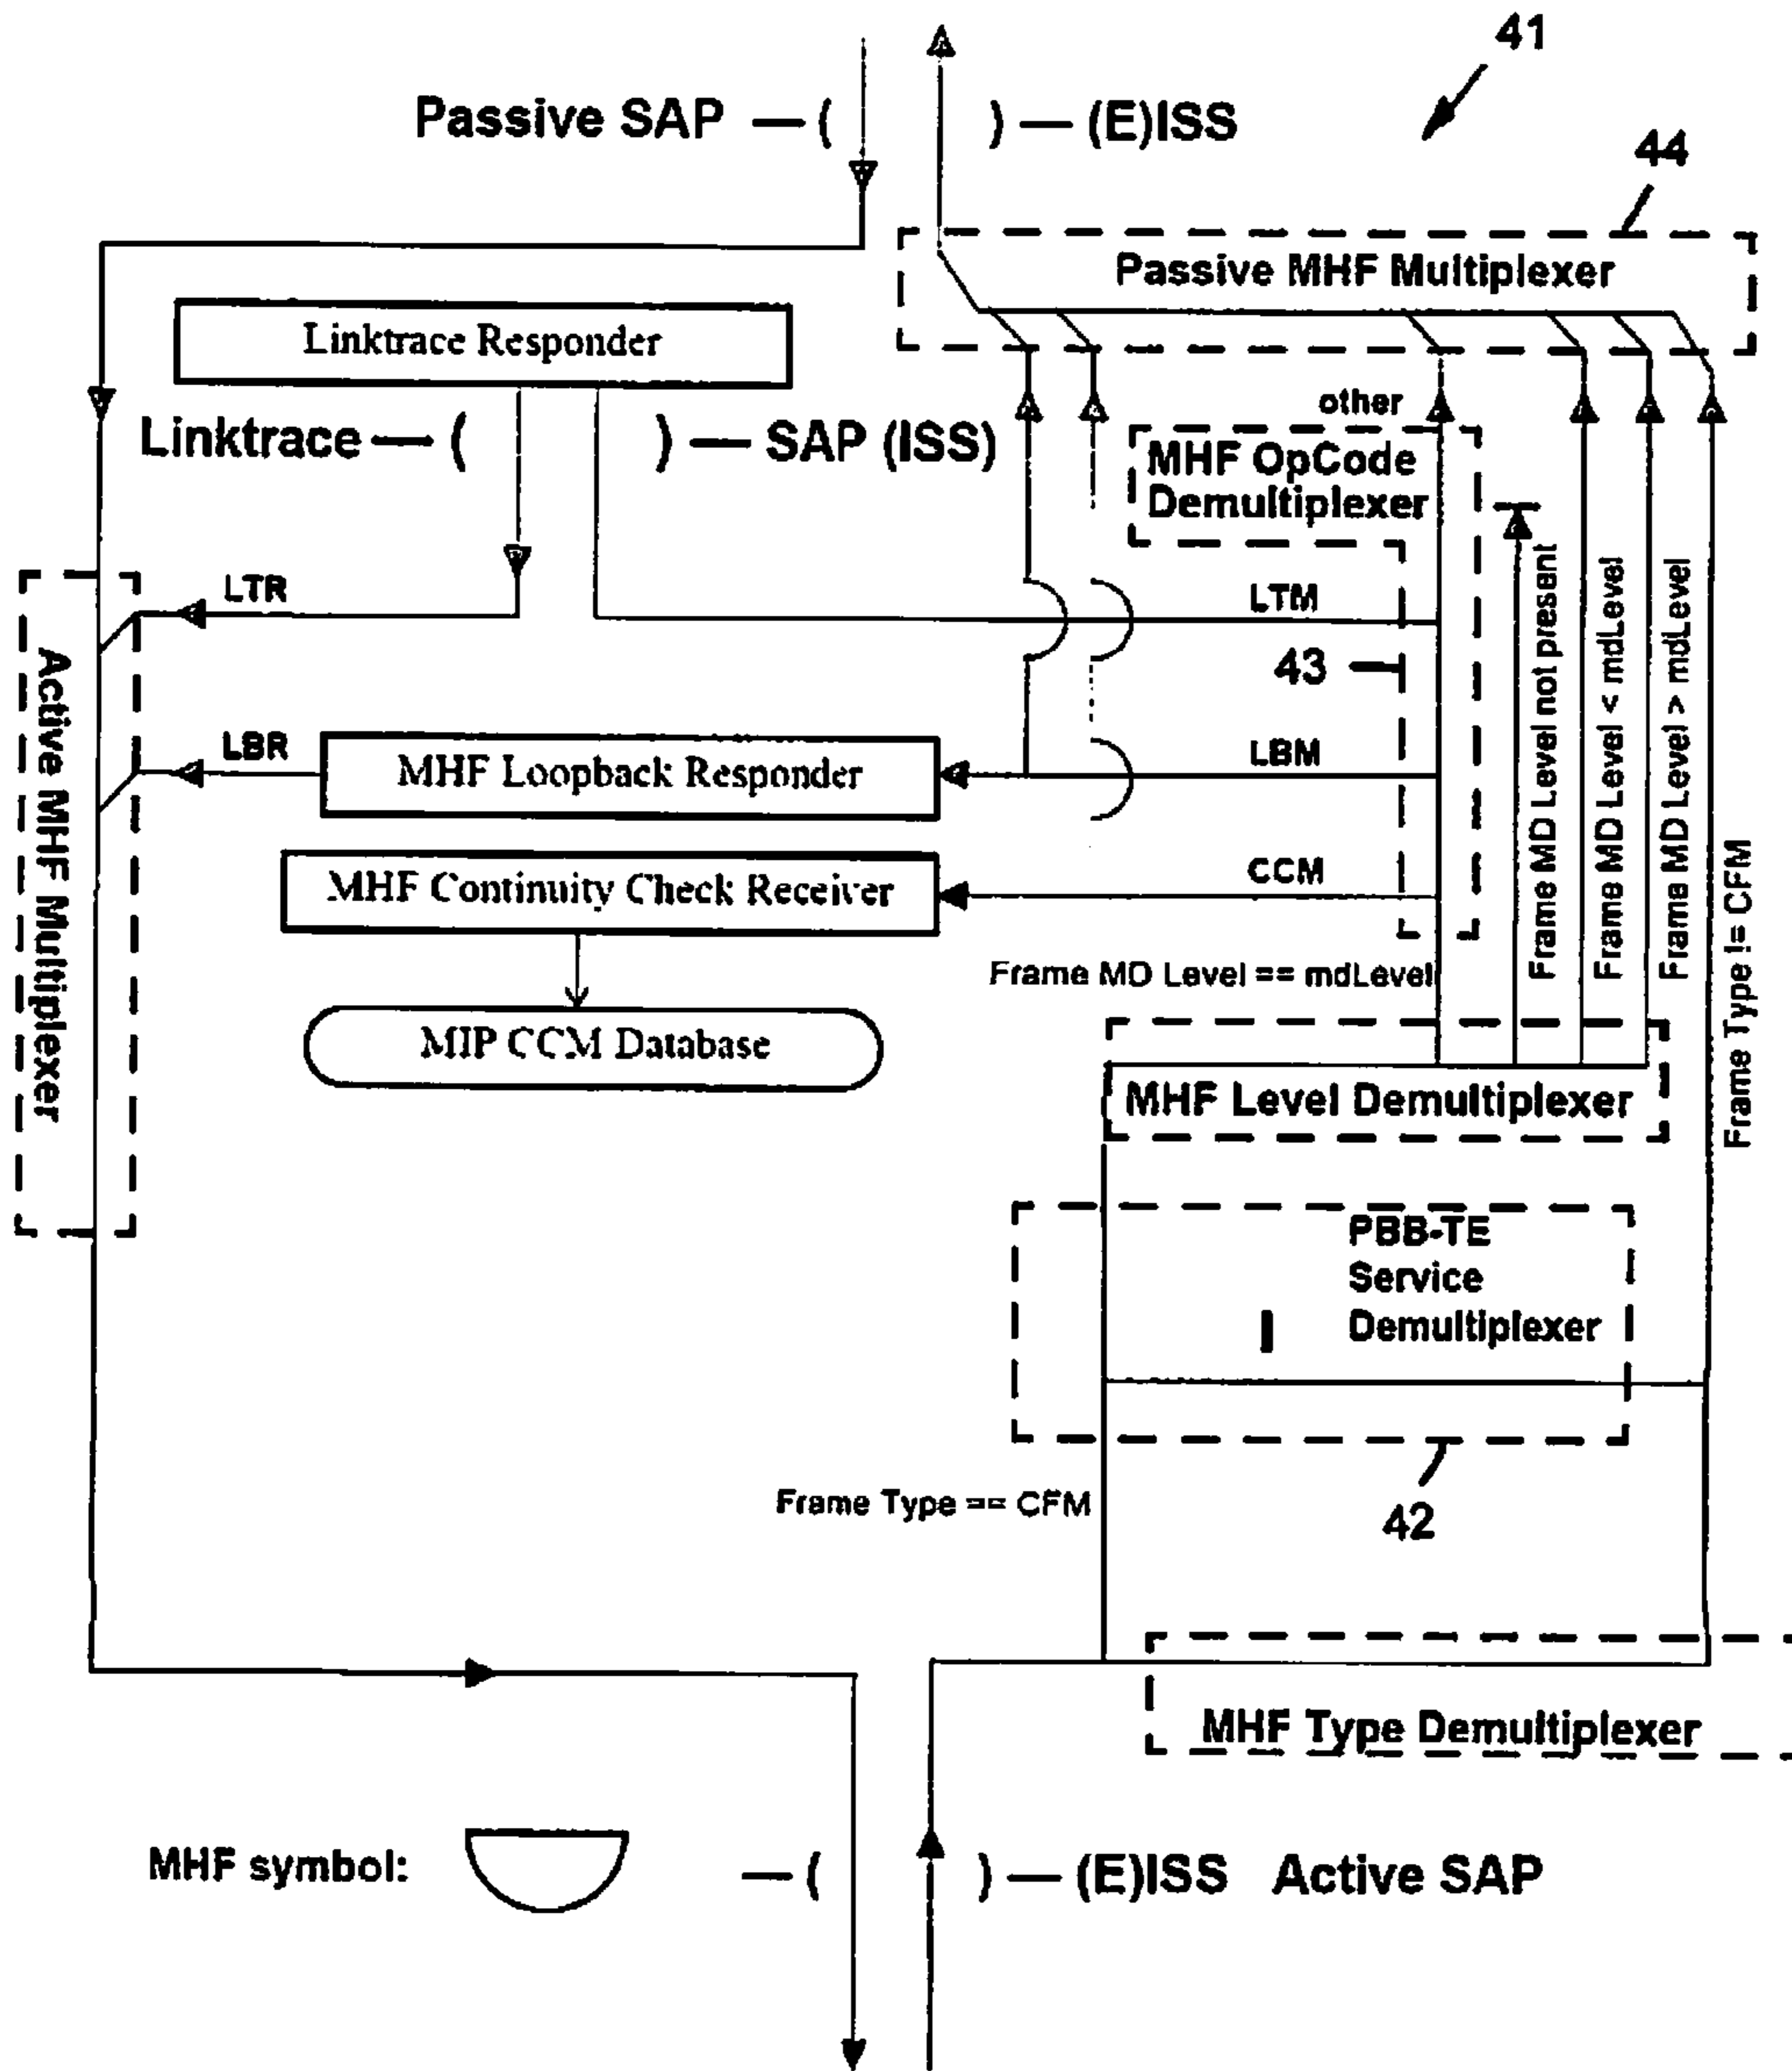 41
Passive SAP — ( ) — (E)ISS
44
Passive MHF Multiplexer
Linktrace Responder
other
Linktrace — ( ) — SAP (ISS)
MHF OpCode
Demultiplexer
LTR
LTM
43
Frame MD Level not present
Frame MD Level < mdLevel
Frame MD Level > mdLevel
Frame Type != CFM
Active MHF Multiplexer
LBR
MHF Loopback Responder
LBM
MHF Continuity Check Receiver
CCM
Frame MD Level == mdLevel
MIP CCM Database
MHF Level Demultiplexer
PBB-TE
Service
Demultiplexer
Frame Type == CFM
42
MHF Type Demultiplexer
MHF symbol:
— ( ) — (E)ISS Active SAP